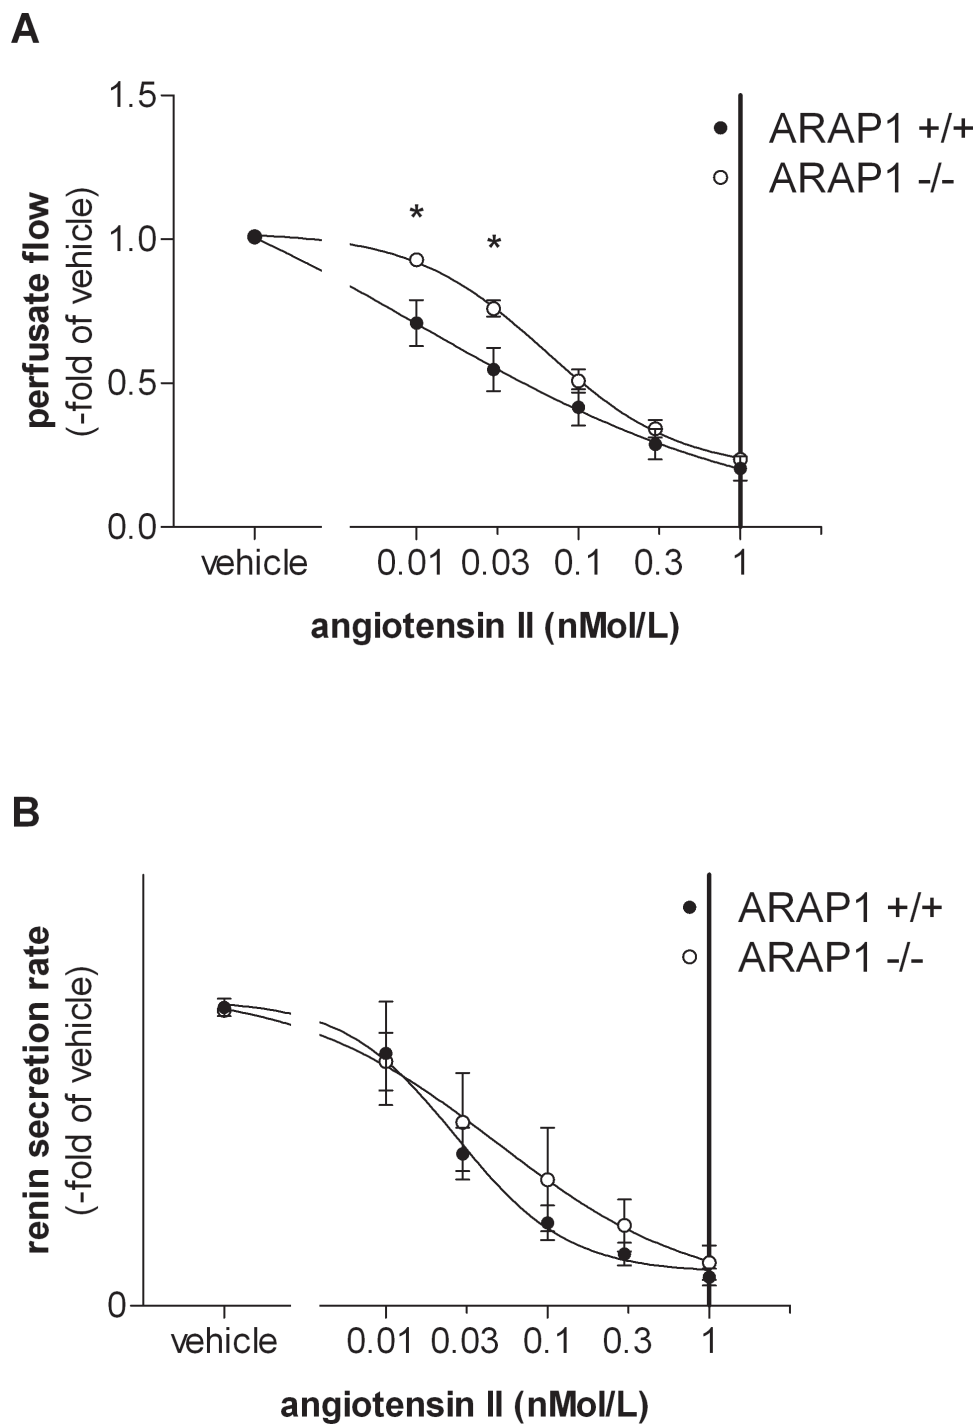 A
1.5
1.0
0.5
0.0
perfusate flow
(-fold of vehicle)
ARAP1 +/+
ARAP1 -/-
*
*
vehicle 0.01 0.03 0.1 0.3 1
angiotensin II (nMol/L)
B
0
renin secretion rate
(-fold of vehicle)
ARAP1 +/+
ARAP1 -/-
vehicle 0.01 0.03 0.1 0.3 1
angiotensin II (nMol/L)